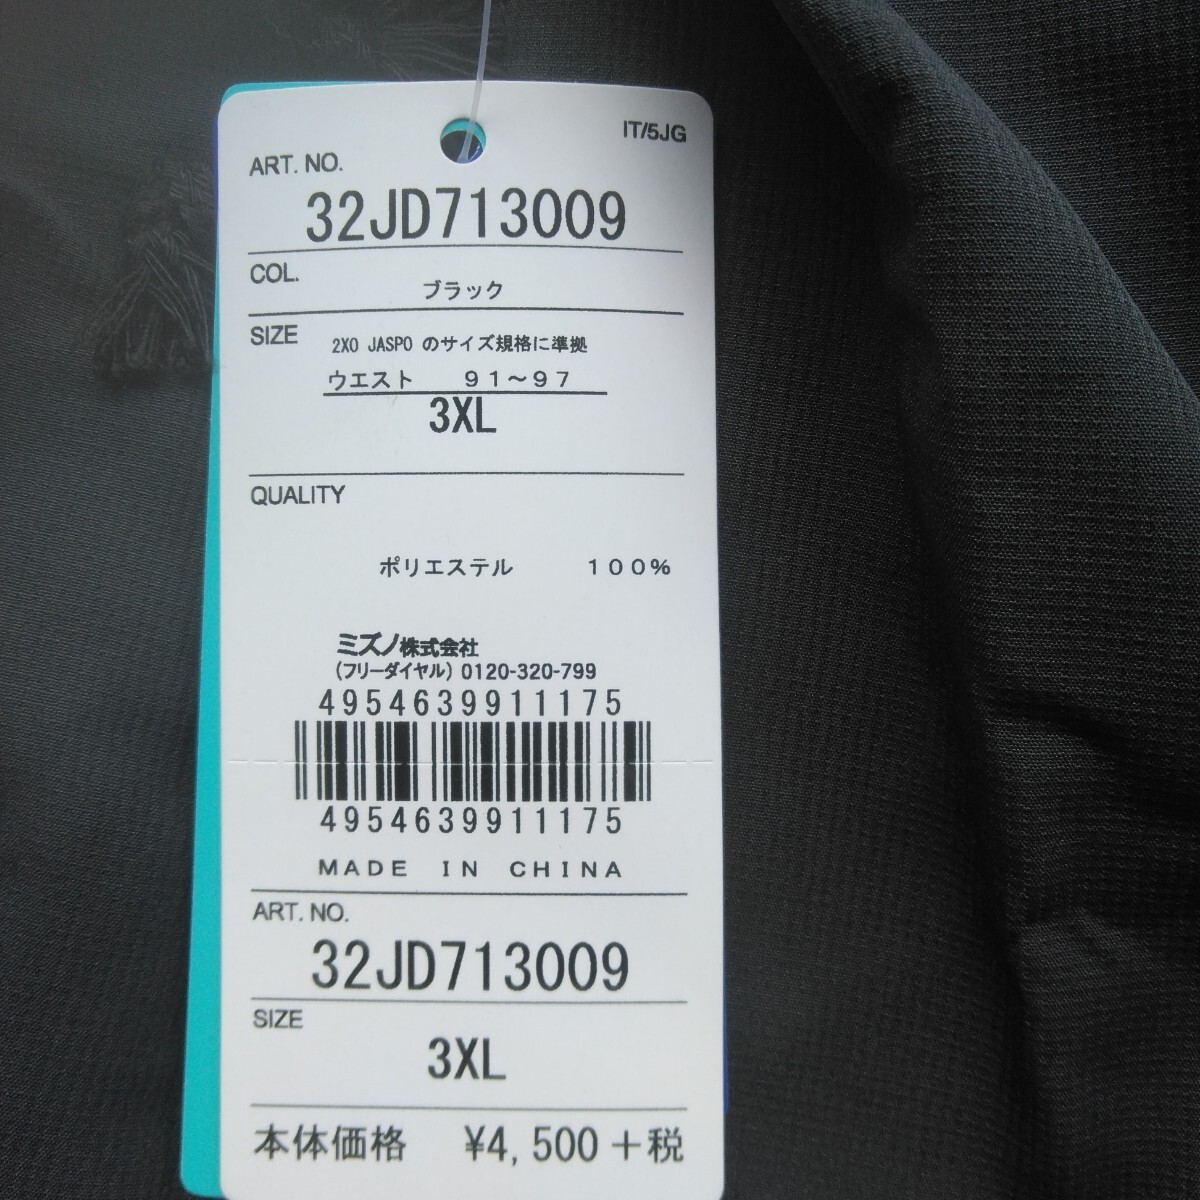 IT/5JG
ART. NO.
32JD713009
COL.
ブラック
SIZE
2XO JASPO のサイズ規格に準拠
ウエスト　９１～９７
3XL
QUALITY
ポリエステル　１００％
ミズノ株式会社
(フリーダイヤル) 0120-320-799
4954639911175
4954639911175
MADE IN CHINA
ART. NO.
32JD713009
SIZE
3XL
本体価格 ¥4,500＋税